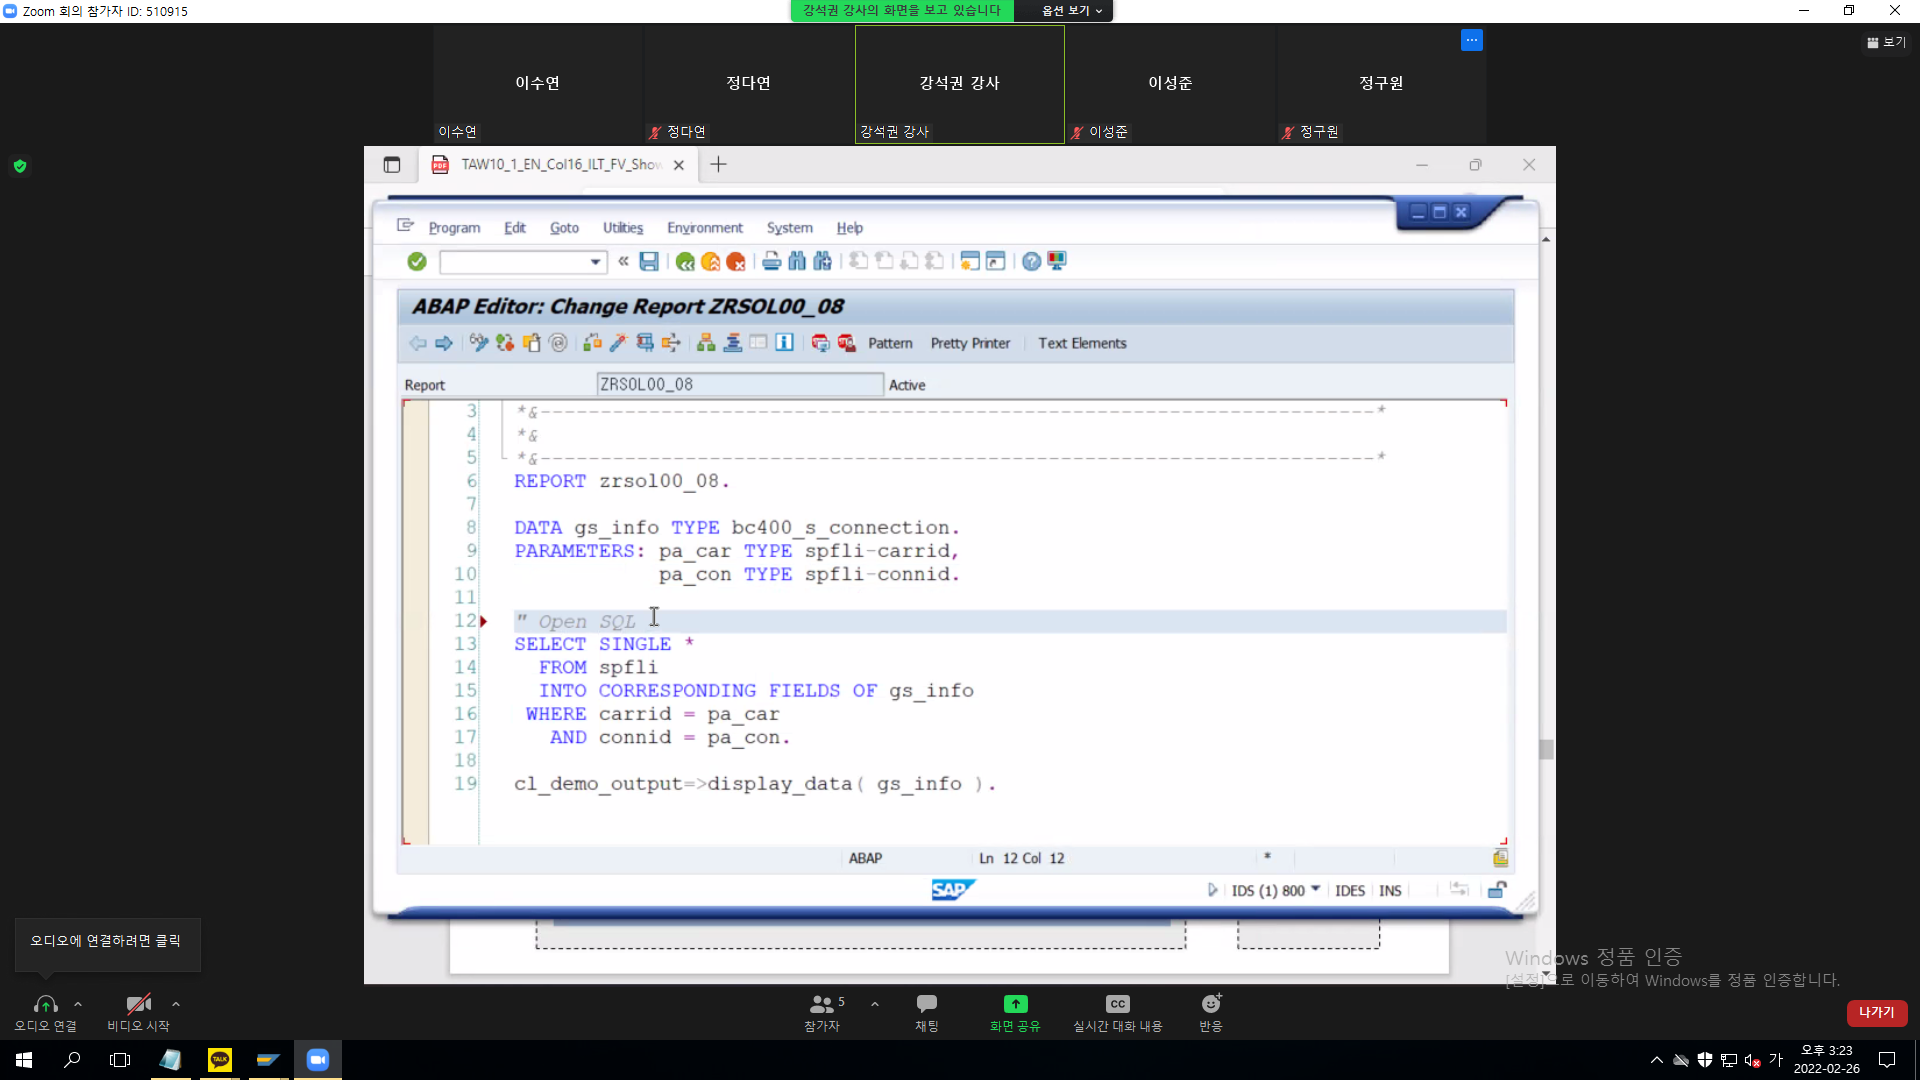 Zoom 회의 참가자 ID: 510915
강석권 강사의 화면을 보고 있습니다
옵션 보기
보기
이수연
정다연
강석권 강사
이성준
정구원
이수연
정다연
강석권 강사
이성준
정구원
TAW10_1_EN_Col16_ILT_FV_Show
Program Edit Goto Utilities Environment System Help
ABAP Editor: Change Report ZRSOL00_08
Pattern Pretty Printer Text Elements
Report ZRSOL00_08 Active
3 *&---------------------------------------------------------------------*
4 *&
5 *&---------------------------------------------------------------------*
6 REPORT zrsol00_08.
7
8 DATA gs_info TYPE bc400_s_connection.
9 PARAMETERS: pa_car TYPE spfli-carrid,
10 pa_con TYPE spfli-connid.
11
12 " Open SQL
13 SELECT SINGLE *
14 FROM spfli
15 INTO CORRESPONDING FIELDS OF gs_info
16 WHERE carrid = pa_car
17 AND connid = pa_con.
18
19 cl_demo_output=>display_data( gs_info ).
ABAP Ln 12 Col 12 *
SAP
IDS (1) 800 IDES INS
오디오에 연결하려면 클릭
Windows 정품 인증
[설정]으로 이동하여 Windows를 정품 인증합니다.
오디오 연결
비디오 시작
5
참가자
채팅
화면 공유
CC
실시간 대화 내용
반응
나가기
TALK
가
오후 3:23
2022-02-26